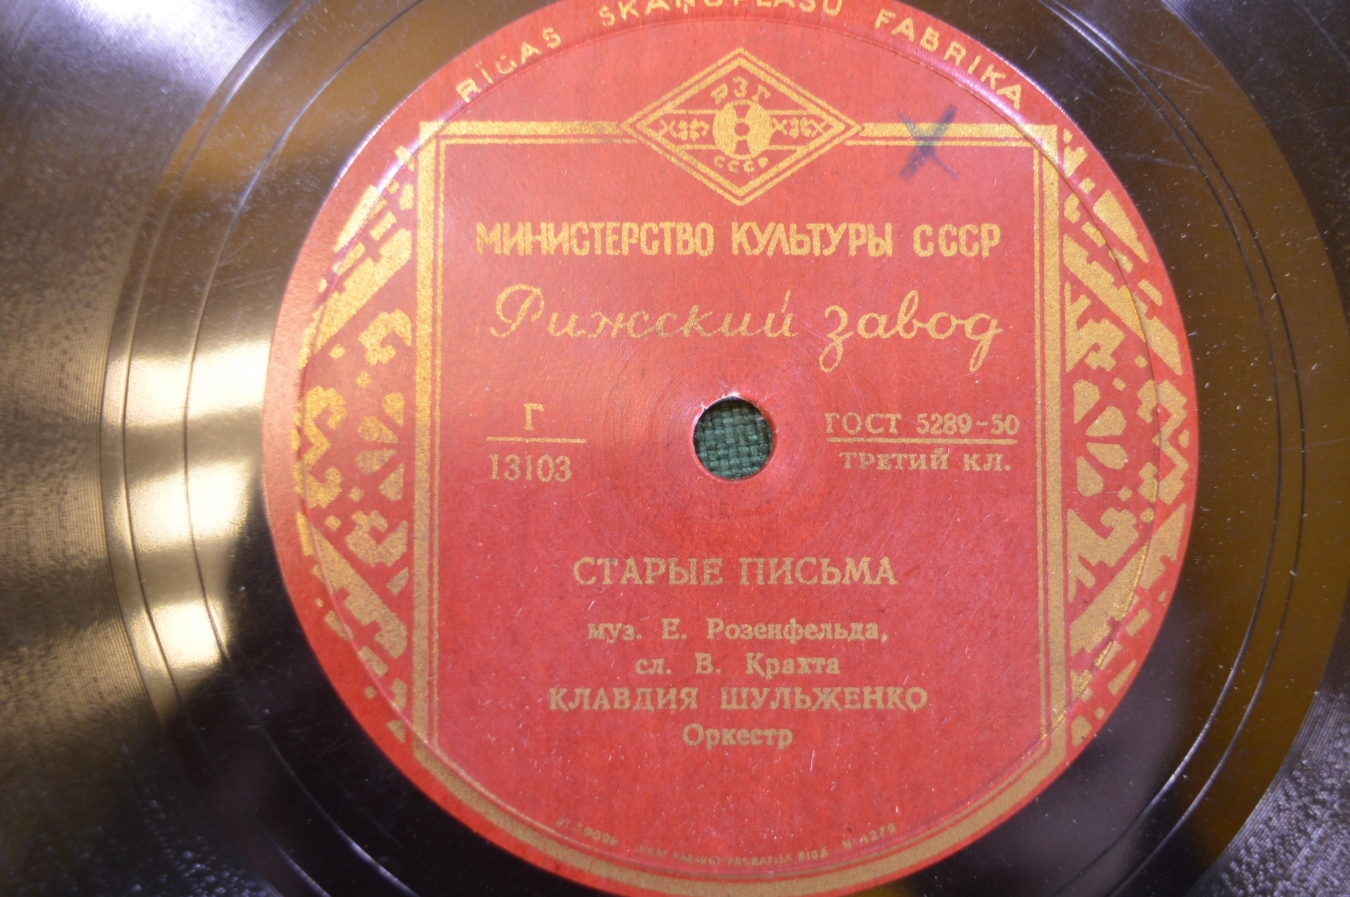 RĪGAS SKAŅUPLAŠU FABRIKA
РЗГ
СССР
МИНИСТЕРСТВО КУЛЬТУРЫ СССР
Рижский завод
Г
13103
ГОСТ 5289-50
ТРЕТИЙ КЛ.
СТАРЫЕ ПИСЬМА
муз. Е. Розенфельда,
сл. В. Крахта
КЛАВДИЯ ШУЛЬЖЕНКО
Оркестр